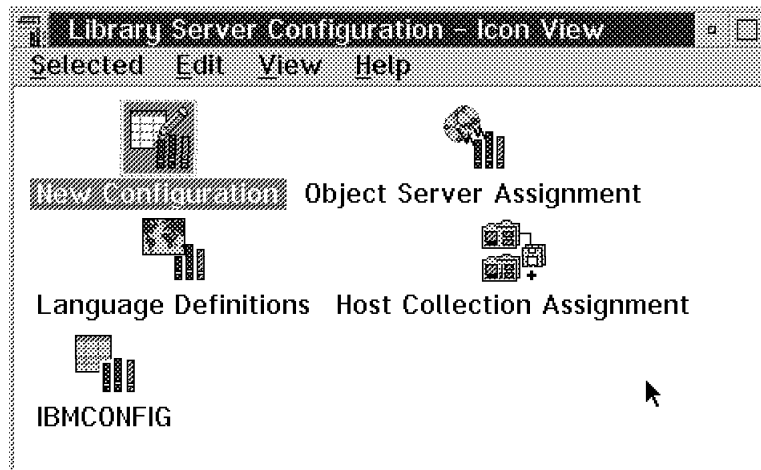 Library Server Configuration - Icon View
Selected Edit View Help
New Configuration Object Server Assignment
Language Definitions Host Collection Assignment
IBMCONFIG